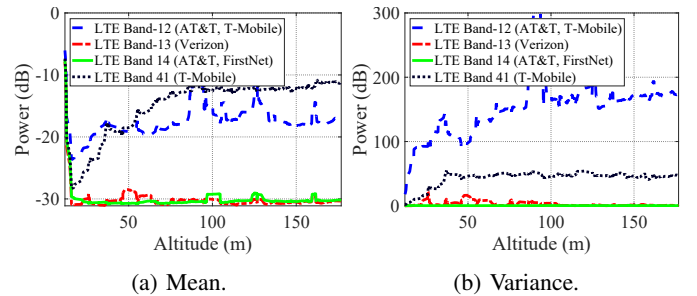 LTE Band-12 (AT&T, T-Mobile)
LTE Band-13 (Verizon)
LTE Band 14 (AT&T, FirstNet)
LTE Band 41 (T-Mobile)
-10
-20
-30
Power (dB)
50
100
150
Altitude (m)
(a) Mean.
300
LTE Band-12 (AT&T, T-Mobile)
LTE Band-13 (Verizon)
LTE Band 14 (AT&T, FirstNet)
LTE Band 41 (T-Mobile)
200
100
0
Power (dB)
50
100
150
Altitude (m)
(b) Variance.